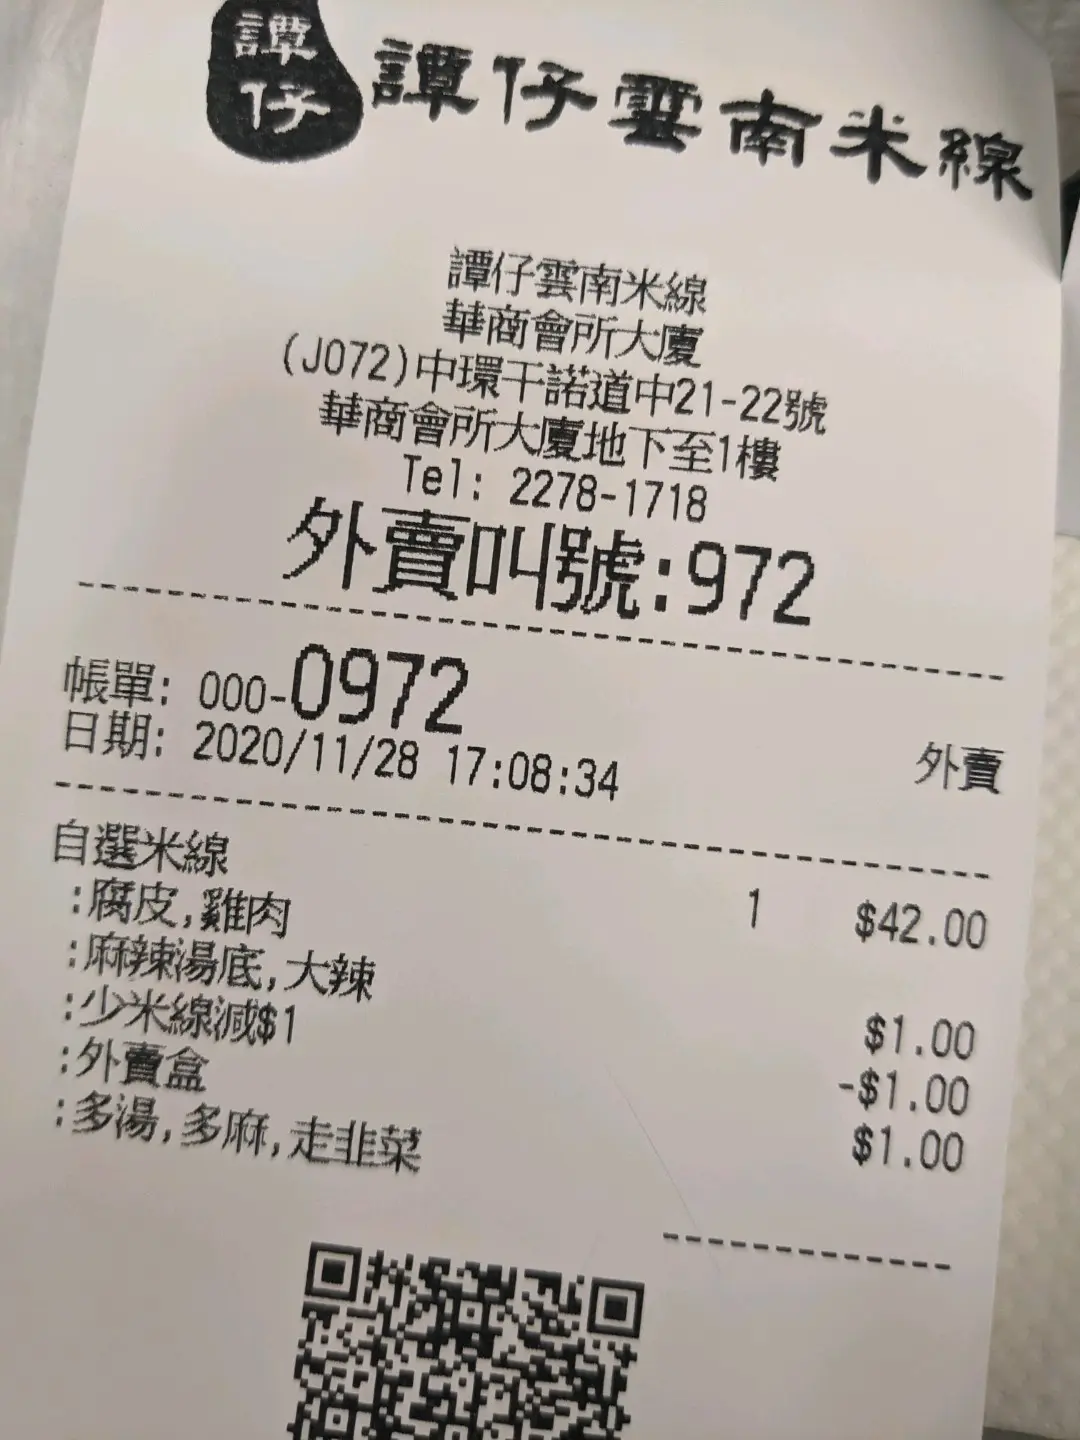 譚仔
譚仔雲南米線
譚仔雲南米線
華商會所大廈
(J072)中環干諾道中21-22號
華商會所大廈地下至1樓
Tel: 2278-1718
外賣叫號:972
帳單: 000-0972
日期: 2020/11/28 17:08:34 外賣
自選米線 1 $42.00
:腐皮,雞肉
:麻辣湯底,大辣 $1.00
:少米線減$1 -$1.00
:外賣盒 $1.00
:多湯,多麻,走韭菜